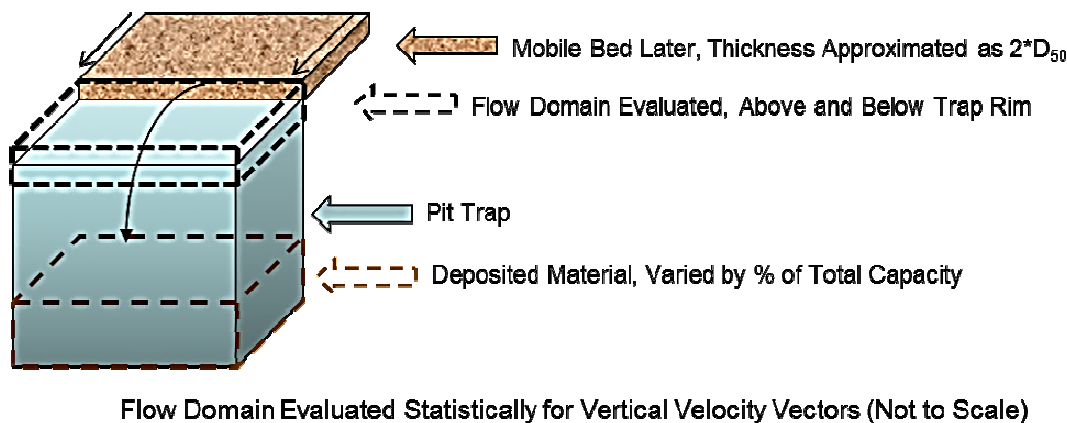 Mobile Bed Later, Thickness Approximated as 2*D50
Flow Domain Evaluated, Above and Below Trap Rim
Pit Trap
Deposited Material, Varied by % of Total Capacity
Flow Domain Evaluated Statistically for Vertical Velocity Vectors (Not to Scale)